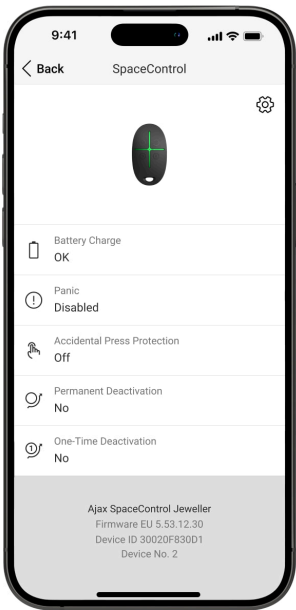 9:41
Back
SpaceControl
Battery Charge
OK
Panic
Disabled
Accidental Press Protection
Off
Permanent Deactivation
No
1
One-Time Deactivation
No
Ajax SpaceControl Jeweller
Firmware EU 5.53.12.30
Device ID 30020F830D1
Device No. 2